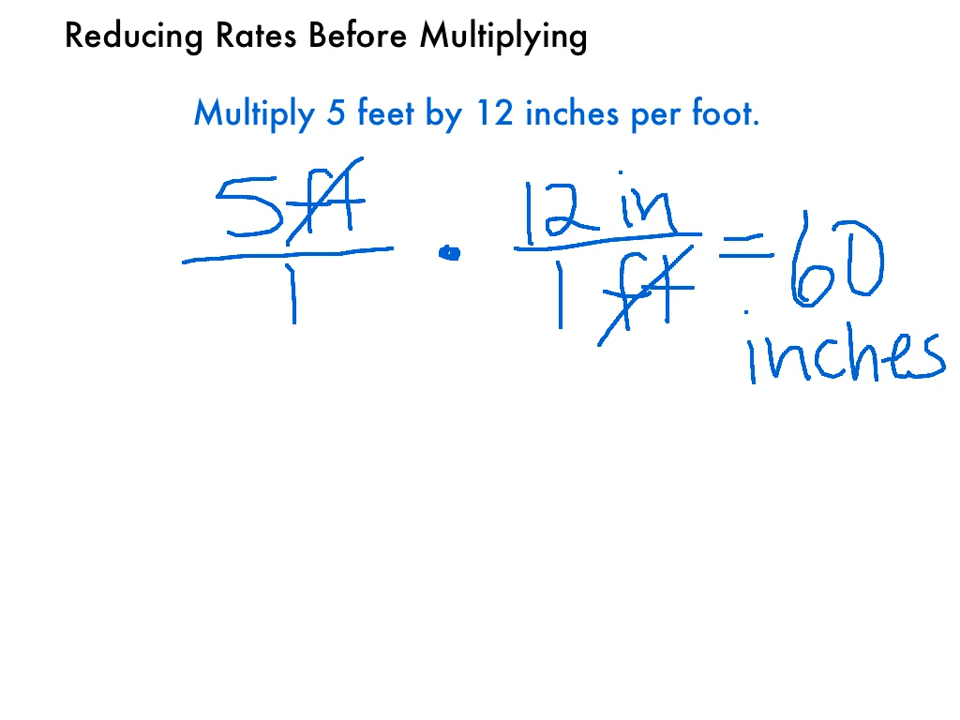 Reducing Rates Before Multiplying
Multiply 5 feet by 12 inches per foot.
5 ft / 1 · 12 in / 1 ft = 60
inches